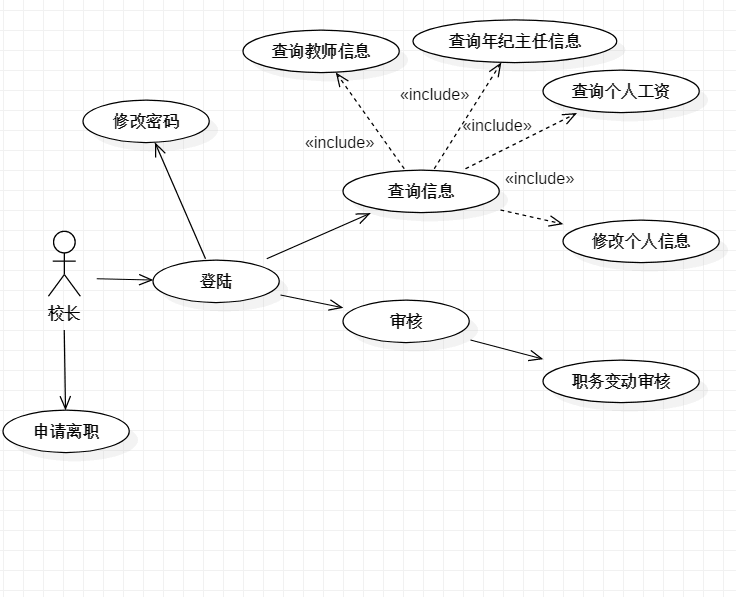 查询教师信息
查询年纪主任信息
«include»
查询个人工资
修改密码
«include»
«include»
查询信息
«include»
修改个人信息
登陆
校长
审核
职务变动审核
申请离职